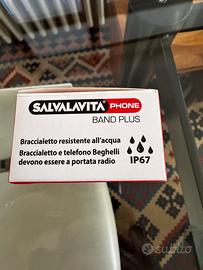 SALVALAVITA® PHONE
BAND PLUS
Braccialetto resistente all'acqua
Braccialetto e telefono Beghelli
devono essere a portata radio
IP67
subito